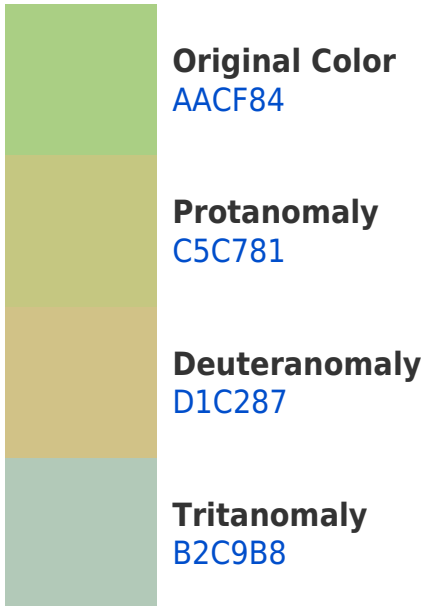 Original Color
AACF84
Protanomaly
C5C781
Deuteranomaly
D1C287
Tritanomaly
B2C9B8